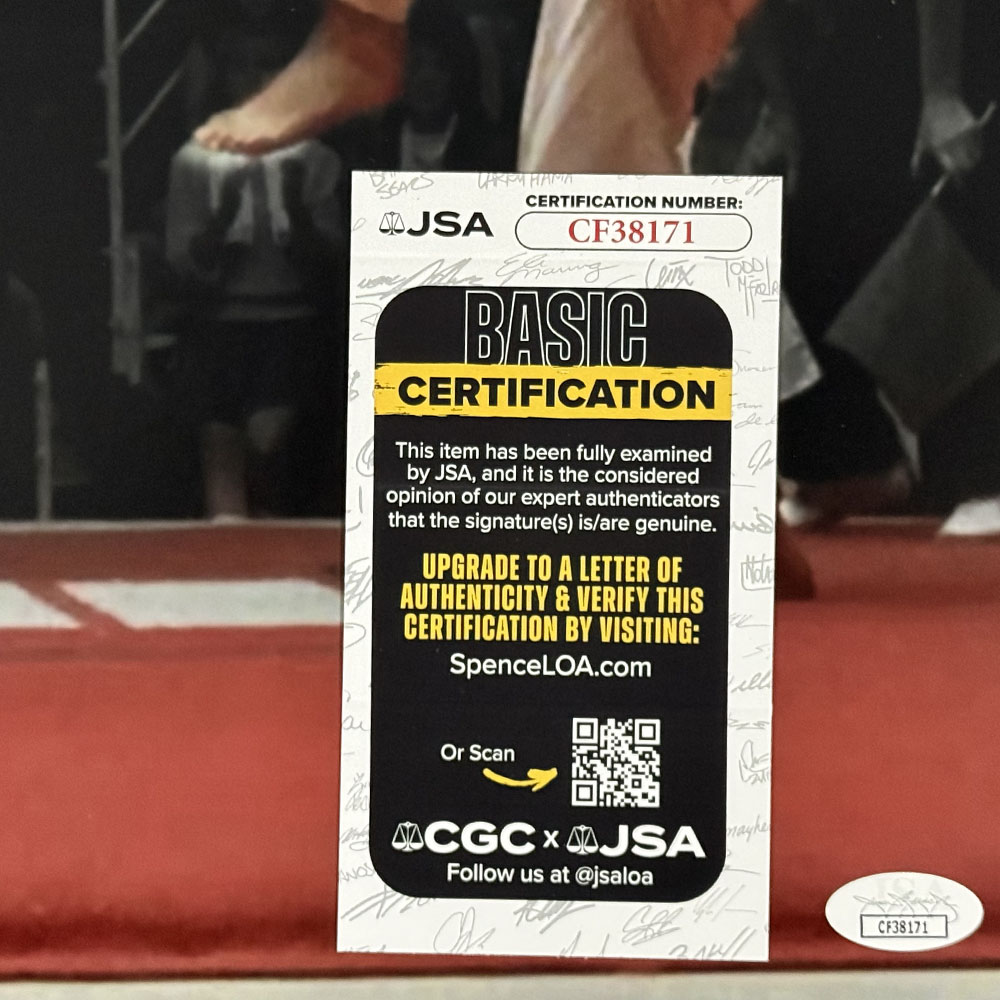 JSA
CERTIFICATION NUMBER:
CF38171
BASIC
CERTIFICATION
This item has been fully examined
by JSA, and it is the considered
opinion of our expert authenticators
that the signature(s) is/are genuine.
UPGRADE TO A LETTER OF
AUTHENTICITY & VERIFY THIS
CERTIFICATION BY VISITING:
SpenceLOA.com
Or Scan
CGC x JSA
Follow us at @jsaloa
JSA
CF38171